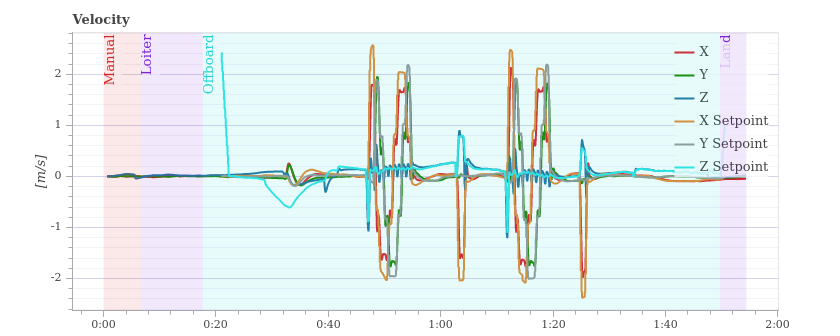 Velocity
Manual
Loiter
Offboard
Land
X
Y
Z
X Setpoint
Y Setpoint
Z Setpoint
[m/s]
2
1
0
-1
-2
0:00
0:20
0:40
1:00
1:20
1:40
2:00